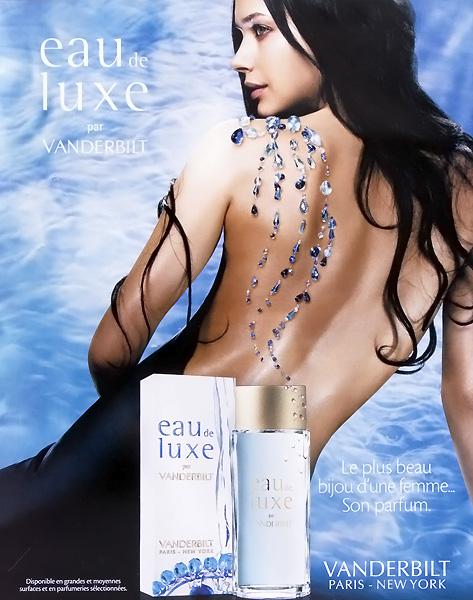 eau de
luxe
par
VANDERBILT
eau de
luxe
par
VANDERBILT
VANDERBILT
PARIS - NEW YORK
eau de
luxe
par
VANDERBILT
Le plus beau
bijou d'une femme...
Son parfum.
VANDERBILT
PARIS - NEW YORK
Disponible en grandes et moyennes
surfaces et en parfumeries sélectionnées.